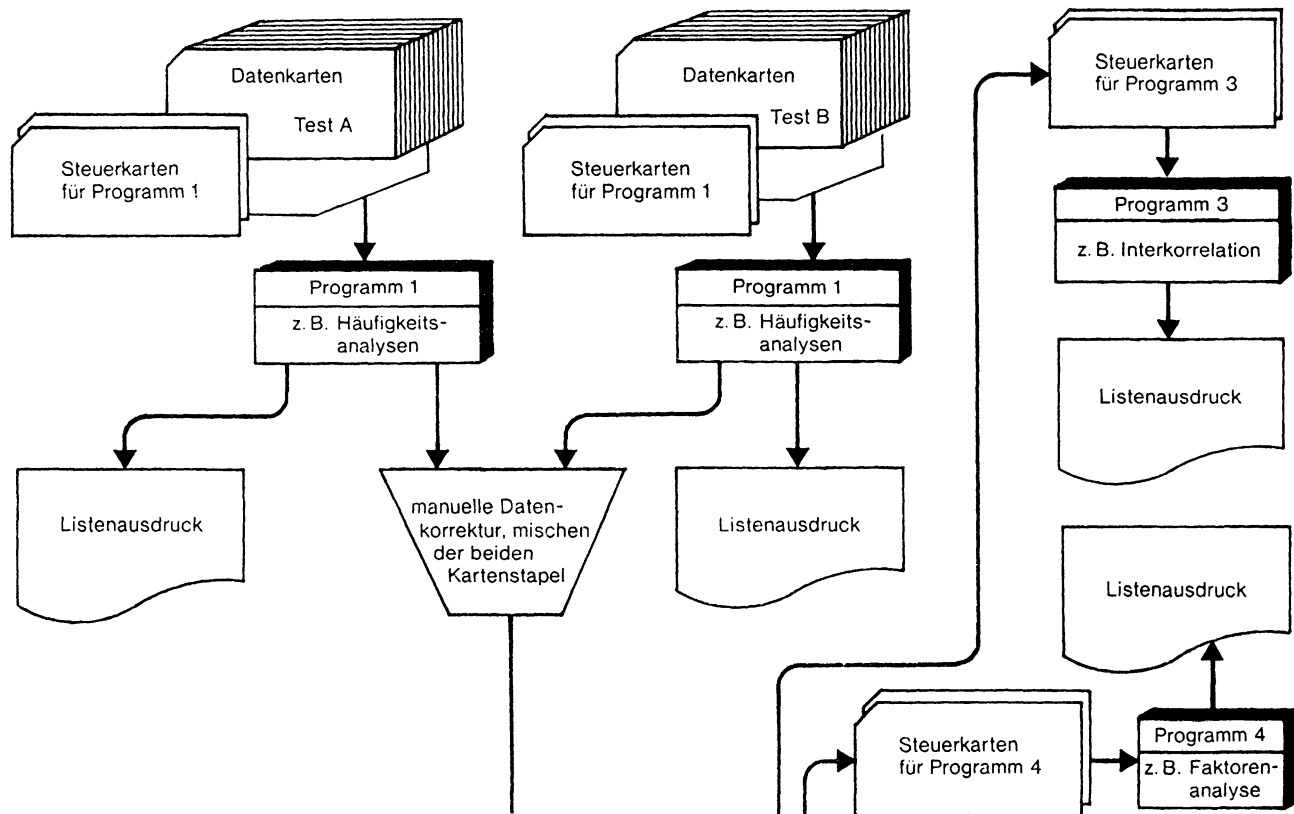 Datenkarten
Test A
Steuerkarten
für Programm 1
Datenkarten
Test B
Steuerkarten
für Programm 1
Steuerkarten
für Programm 3
Programm 3
z. B. Interkorrelation
Programm 1
z. B. Häufigkeits-
analysen
Programm 1
z. B. Häufigkeits-
analysen
Listenausdruck
Listenausdruck
manuelle Daten-
korrektur, mischen
der beiden
Kartenstapel
Listenausdruck
Listenausdruck
Steuerkarten
für Programm 4
Programm 4
z. B. Faktoren-
analyse